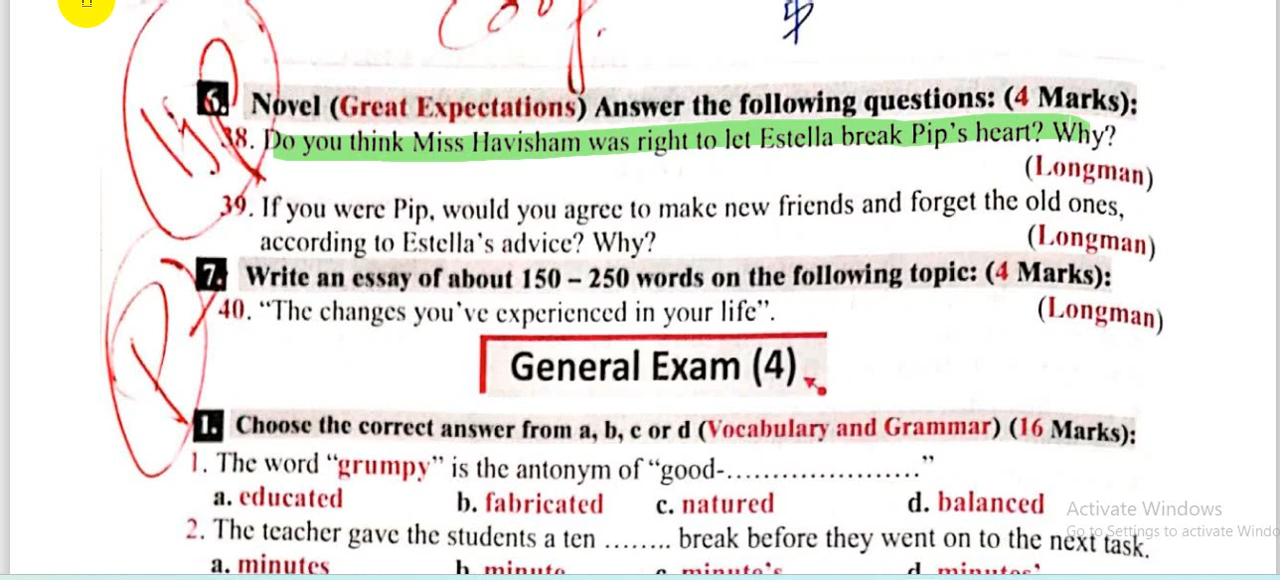 6. Novel (Great Expectations) Answer the following questions: (4 Marks):
38. Do you think Miss Havisham was right to let Estella break Pip's heart? Why?
(Longman)
39. If you were Pip, would you agree to make new friends and forget the old ones,
according to Estella's advice? Why? (Longman)
7. Write an essay of about 150 – 250 words on the following topic: (4 Marks):
40. “The changes you've experienced in your life”. (Longman)
General Exam (4)
1. Choose the correct answer from a, b, c or d (Vocabulary and Grammar) (16 Marks):
1. The word “grumpy” is the antonym of “good-.....................”
a. educated b. fabricated c. natured d. balanced
Activate Windows
Go to Settings to activate Windo
2. The teacher gave the students a ten ........ break before they went on to the next task.
a. minutes b. minute c. minute's d. minutes'